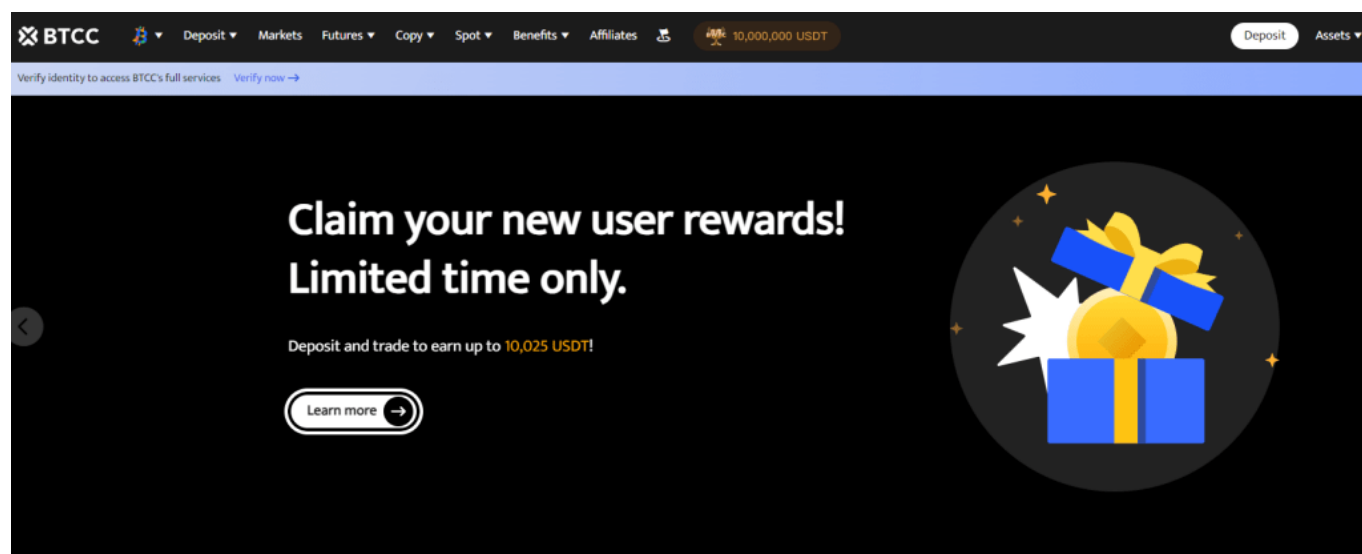 BTCC Deposit ▼ Markets Futures ▼ Copy ▼ Spot ▼ Benefits ▼ Affiliates 10,000,000 USDT Deposit Assets ▼
Verify identity to access BTCC's full services Verify now →
Claim your new user rewards!
Limited time only.
Deposit and trade to earn up to 10,025 USDT!
Learn more →